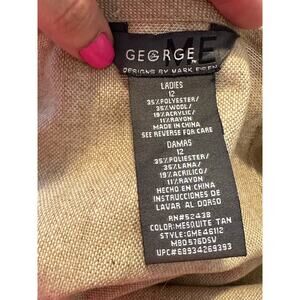 GEORGE
ME
DESIGNS BY MARK EISEN
LADIES
12
35%POLYESTER/
35%WOOL/
19%ACRYLIC/
11%RAYON
MADE IN CHINA
SEE REVERSE FOR CARE
DAMAS
12
35%POLIESTER/
35%LANA/
19%ACRILICO/
11%RAYON
HECHO EN CHINA
INSTRUCCIONES DE
LAVAR AL DORSO
RN#52438
COLOR:MESQUITE TAN
STYLE:GME46112
M80576DSV
UPC#68934269393